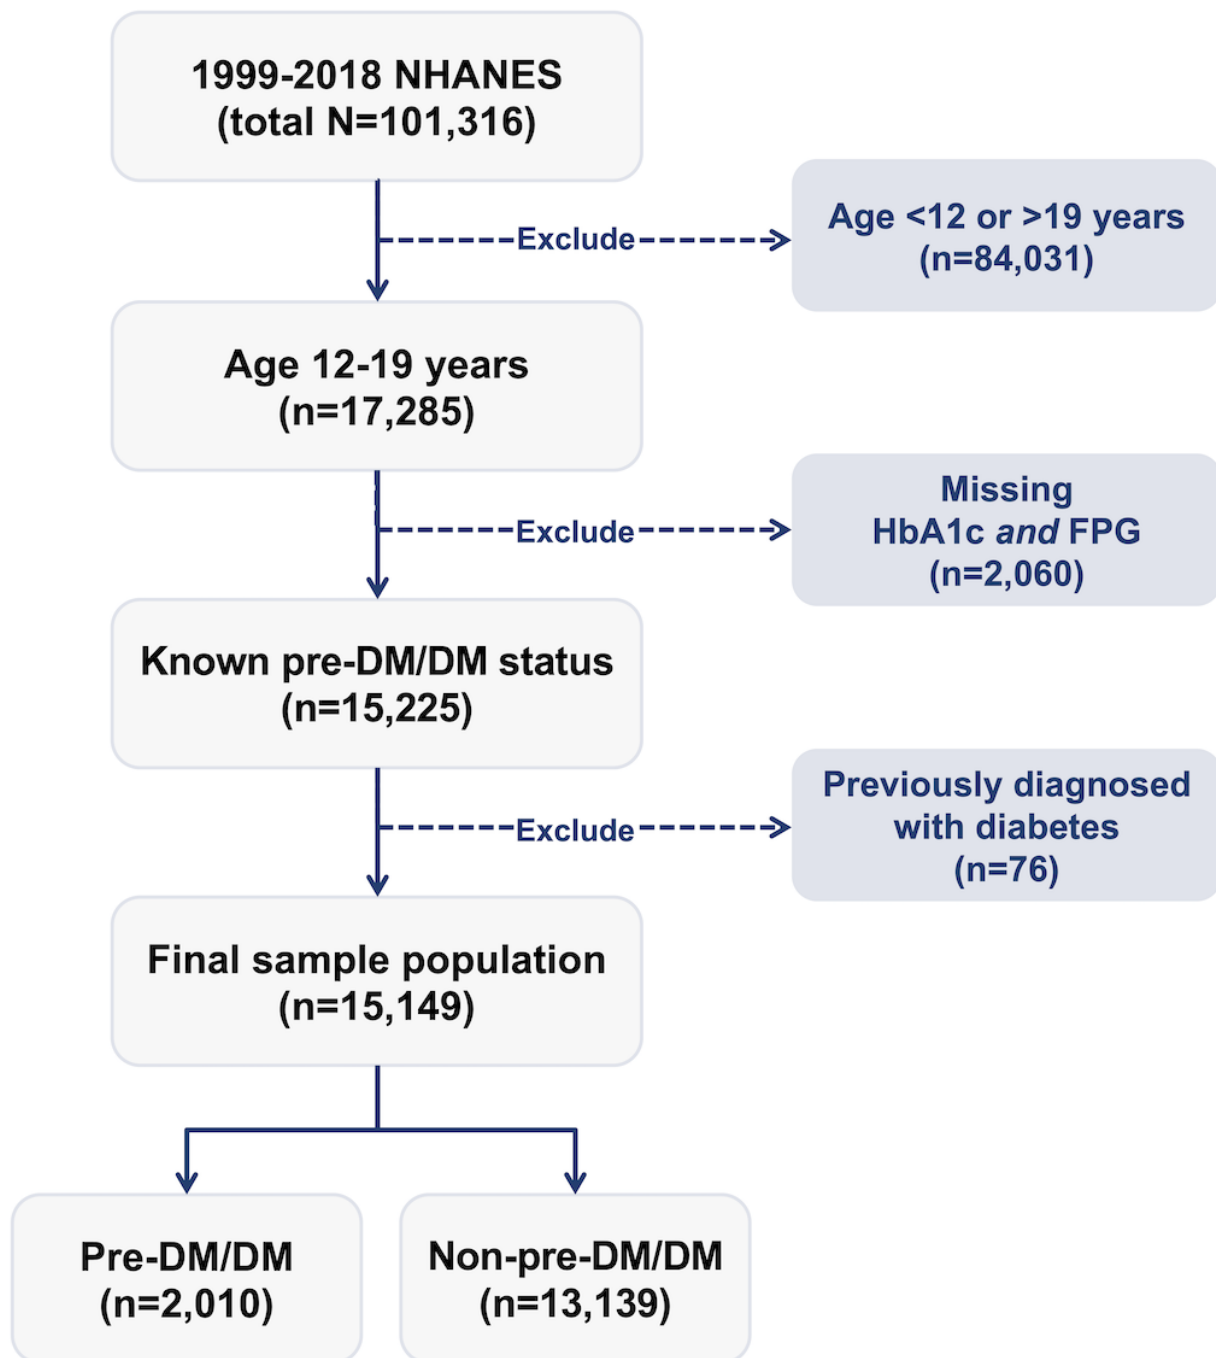 1999-2018 NHANES
(total N=101,316)
Exclude
Age <12 or >19 years
(n=84,031)
Age 12-19 years
(n=17,285)
Exclude
Missing
HbA1c and FPG
(n=2,060)
Known pre-DM/DM status
(n=15,225)
Exclude
Previously diagnosed
with diabetes
(n=76)
Final sample population
(n=15,149)
Pre-DM/DM
(n=2,010)
Non-pre-DM/DM
(n=13,139)